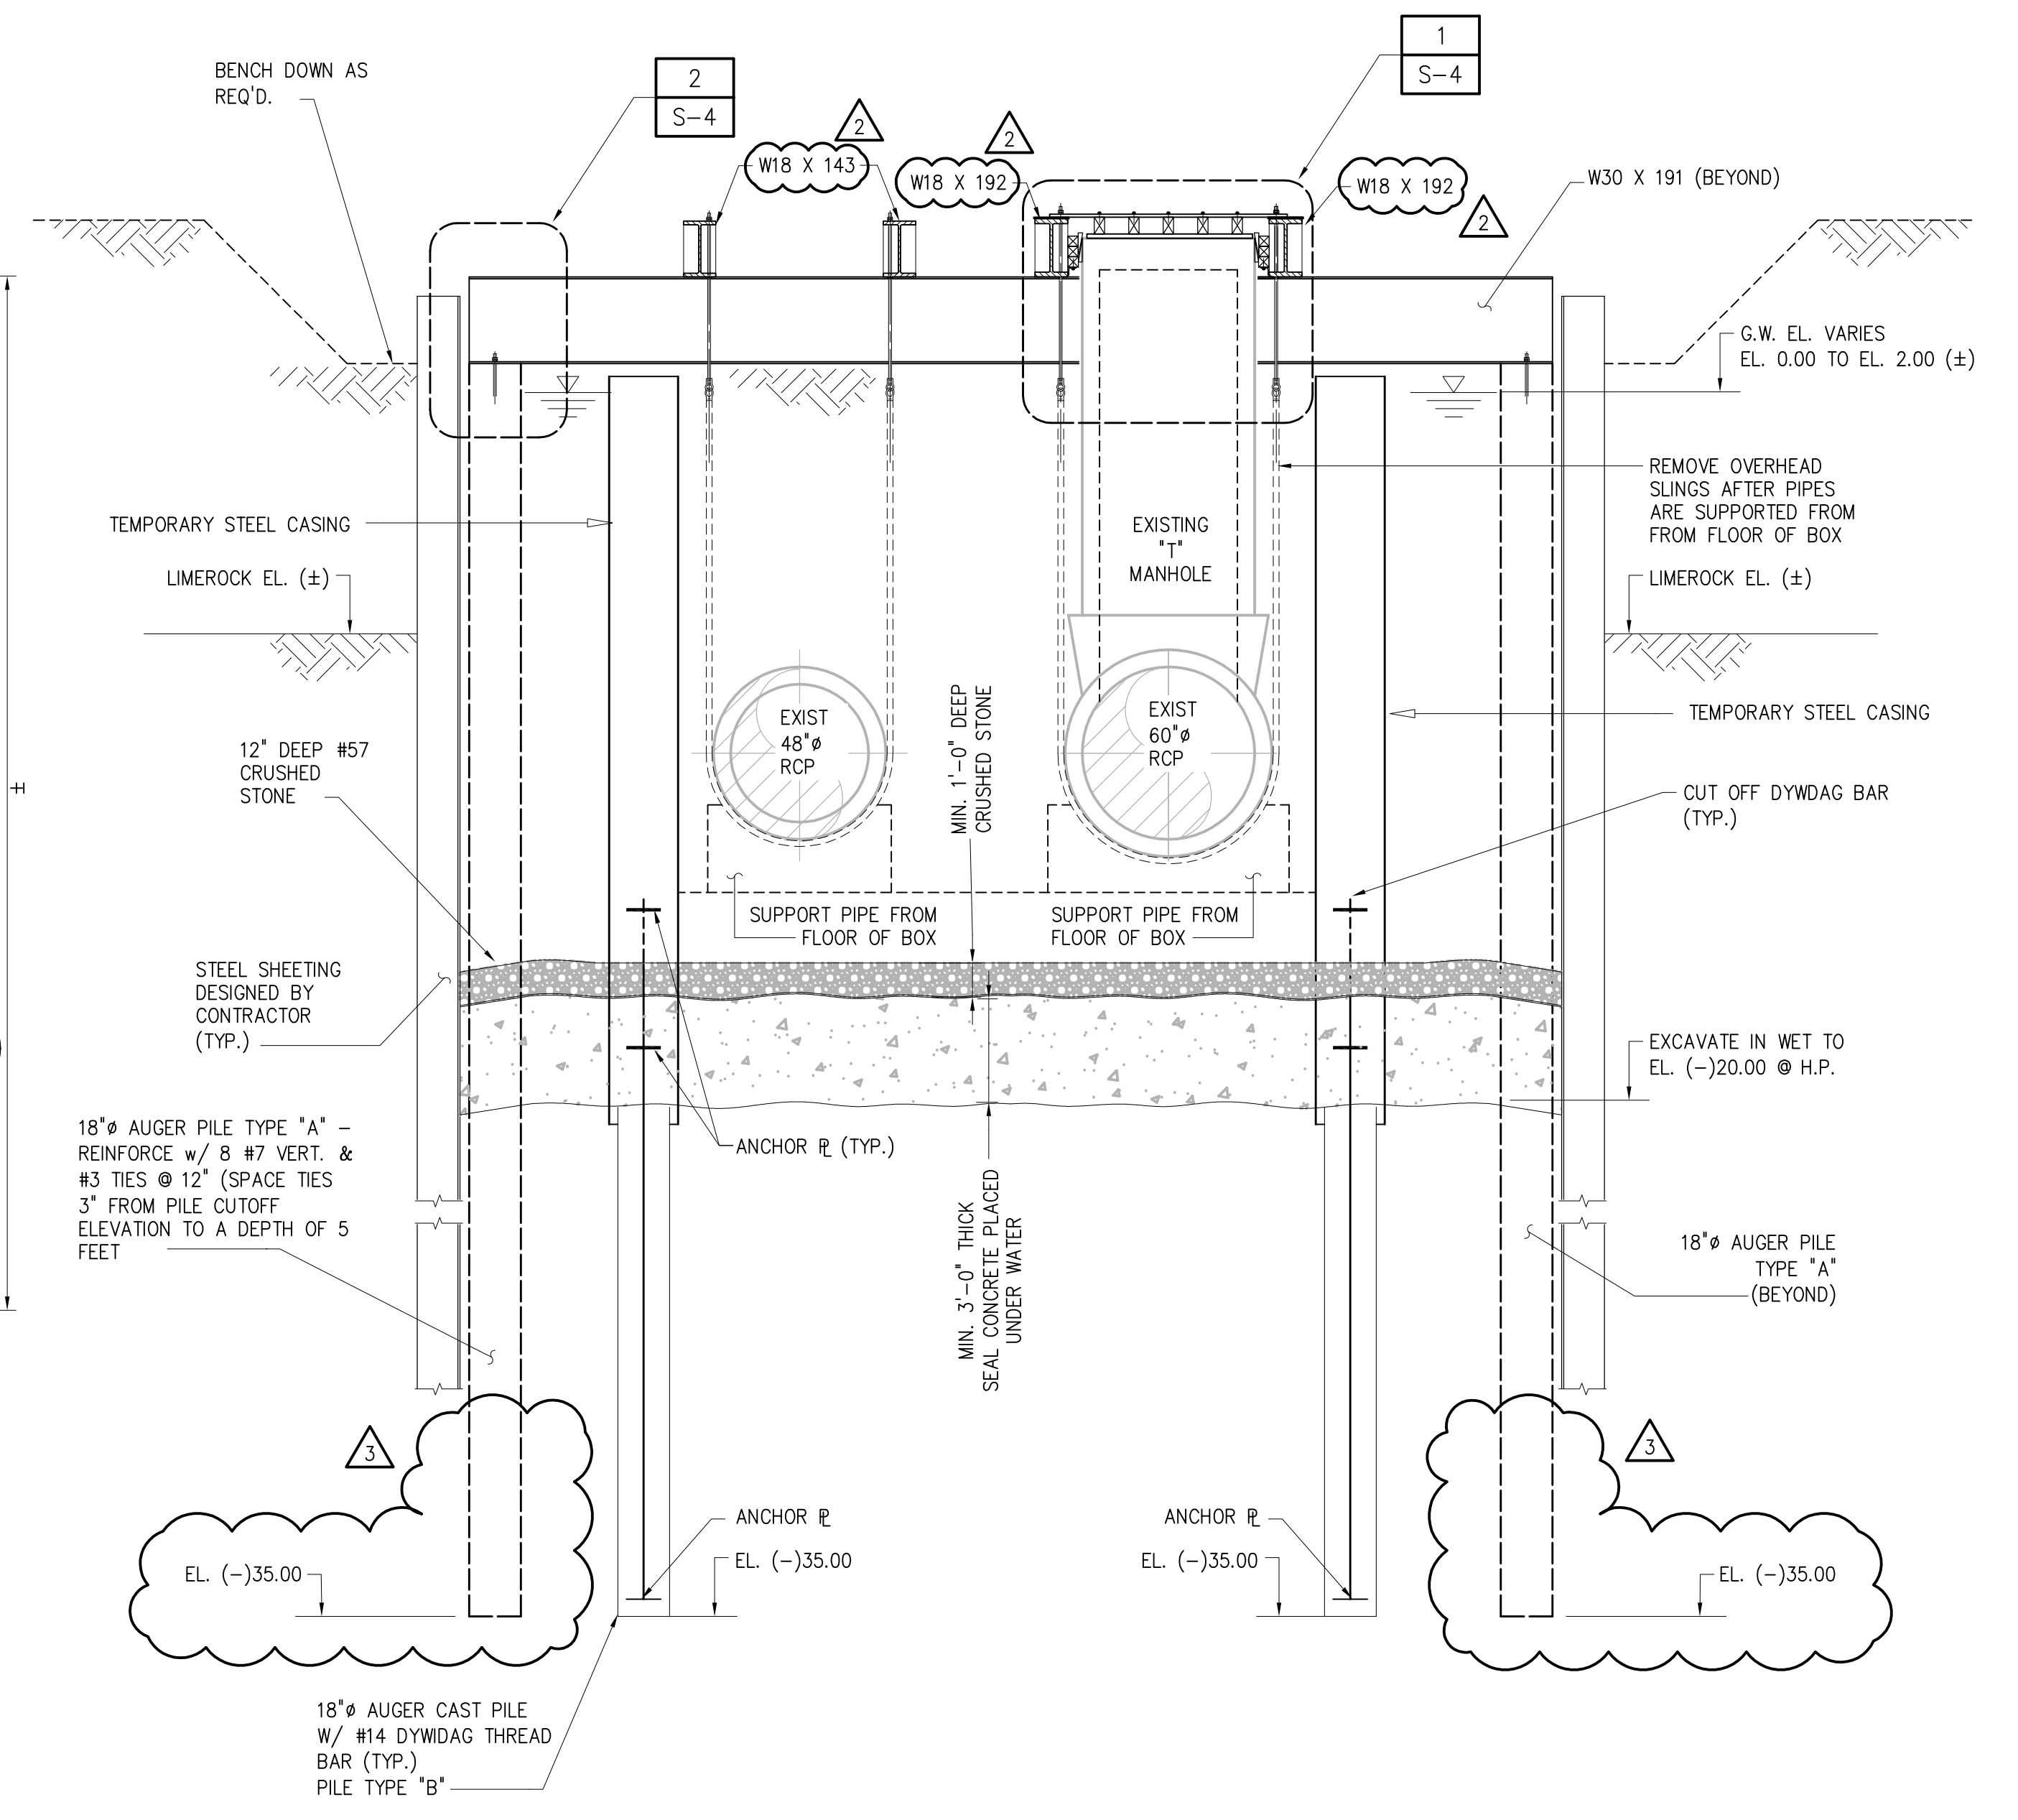 1
S-4
2
S-4
BENCH DOWN AS
REQ'D.
2
W18 X 143
2
W18 X 192
W18 X 192
2
W30 X 191 (BEYOND)
G.W. EL. VARIES
EL. 0.00 TO EL. 2.00 (±)
REMOVE OVERHEAD
SLINGS AFTER PIPES
ARE SUPPORTED FROM
FROM FLOOR OF BOX
TEMPORARY STEEL CASING
EXISTING
"T"
MANHOLE
LIMEROCK EL. (±)
LIMEROCK EL. (±)
EXIST
48"ø
RCP
EXIST
60"ø
RCP
TEMPORARY STEEL CASING
MIN. 1'-0" DEEP
CRUSHED STONE
12" DEEP #57
CRUSHED
STONE
±
CUT OFF DYWDAG BAR
(TYP.)
SUPPORT PIPE FROM
FLOOR OF BOX
SUPPORT PIPE FROM
FLOOR OF BOX
STEEL SHEETING
DESIGNED BY
CONTRACTOR
(TYP.)
EXCAVATE IN WET TO
EL. (-)20.00 @ H.P.
18"ø AUGER PILE TYPE "A" -
REINFORCE w/ 8 #7 VERT. &
#3 TIES @ 12" (SPACE TIES
3" FROM PILE CUTOFF
ELEVATION TO A DEPTH OF 5
FEET
ANCHOR ℄ (TYP.)
MIN. 3'-0" THICK
SEAL CONCRETE PLACED
UNDER WATER
18"ø AUGER PILE
TYPE "A"
(BEYOND)
3
3
ANCHOR ℄
EL. (-)35.00
ANCHOR ℄
EL. (-)35.00
EL. (-)35.00
EL. (-)35.00
18"ø AUGER CAST PILE
W/ #14 DYWIDAG THREAD
BAR (TYP.)
PILE TYPE "B"